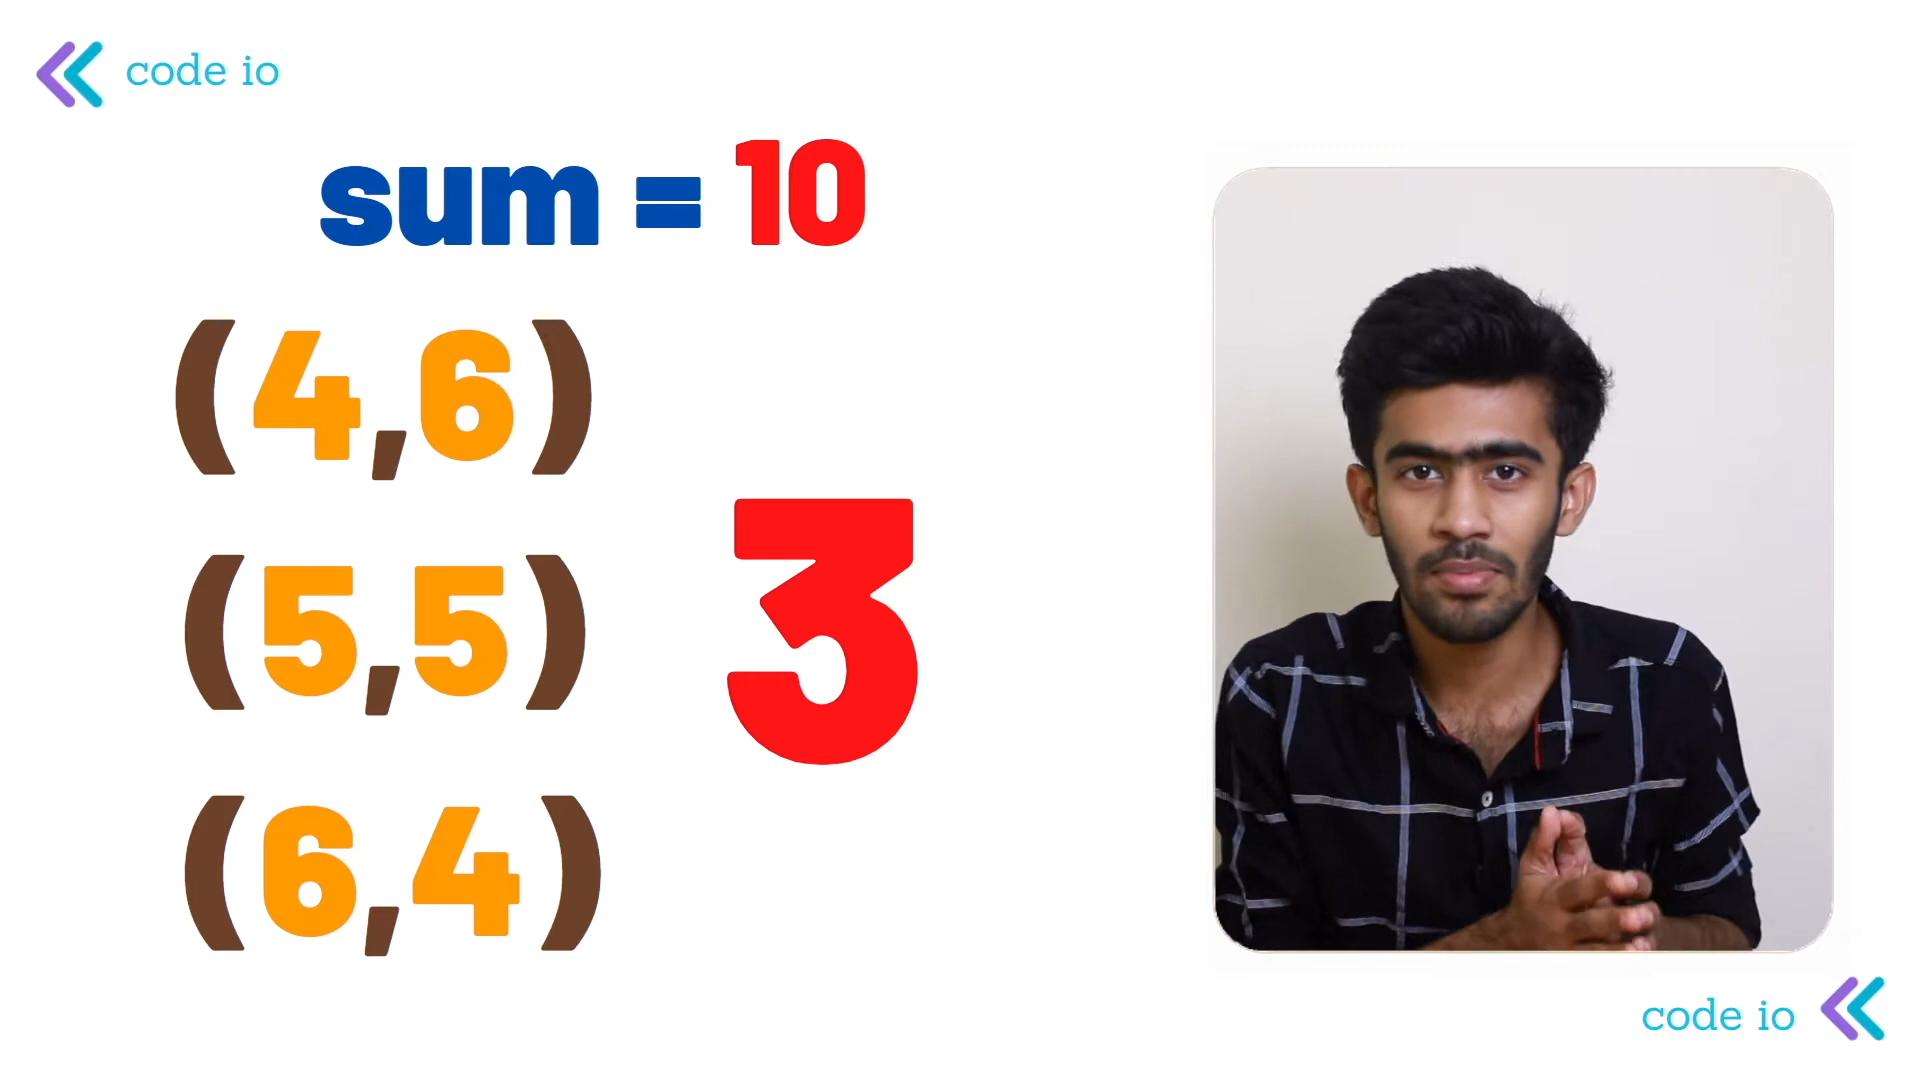 code io
sum = 10
(4,6)
(5,5)
3
(6,4)
code io